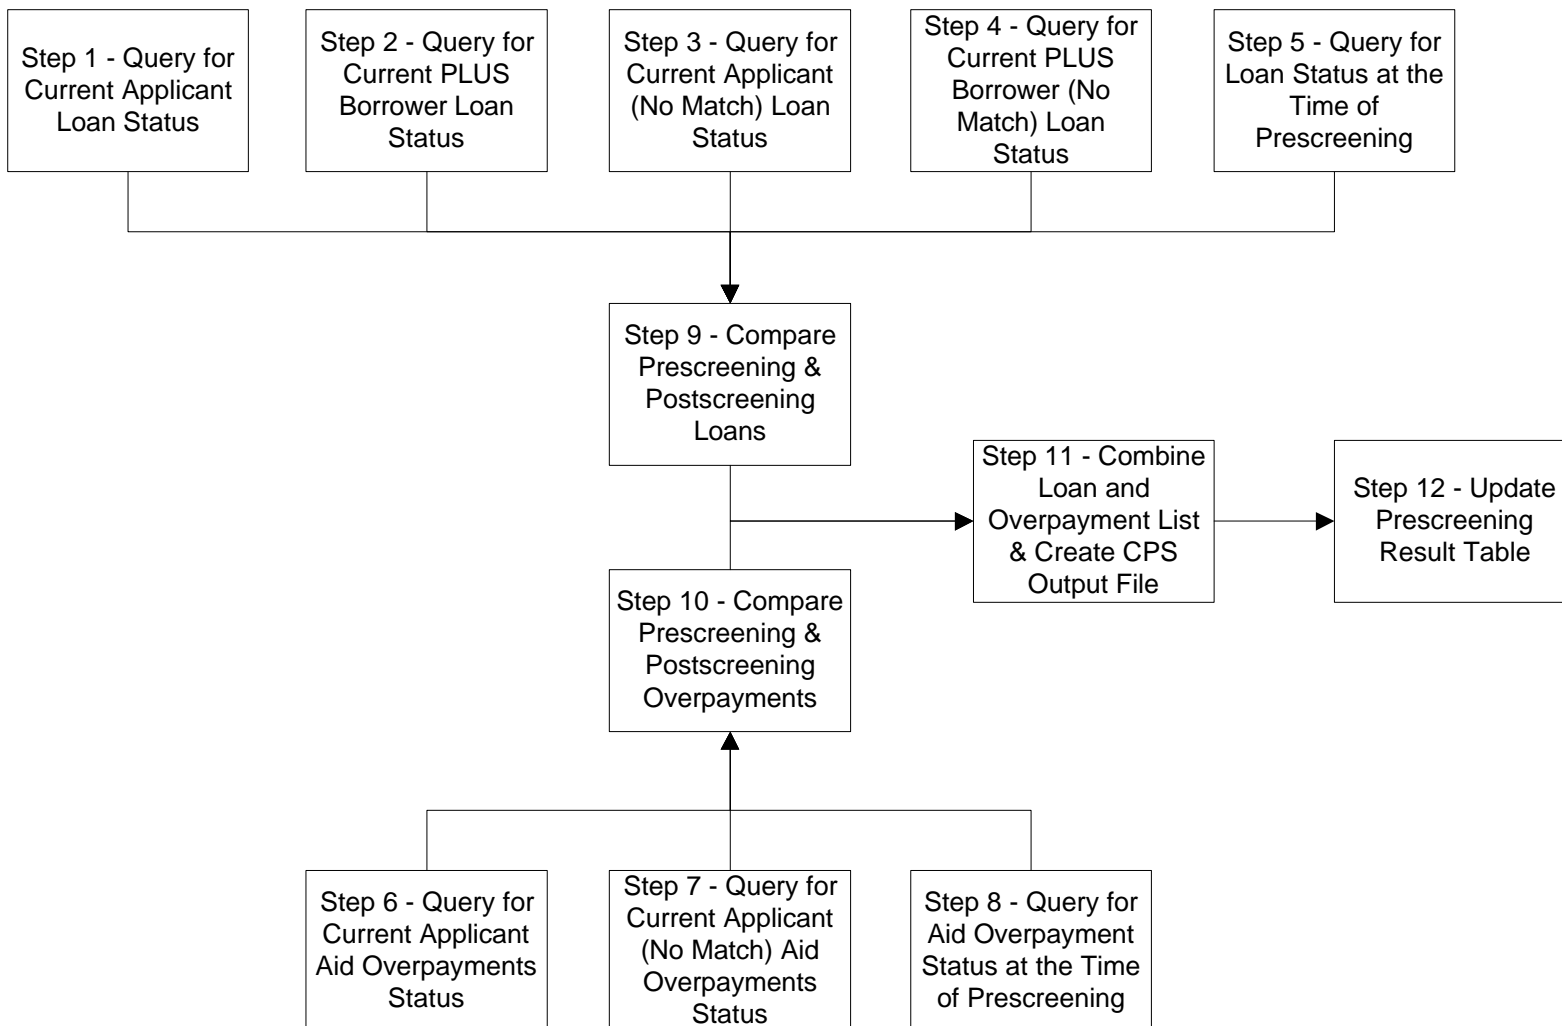 Step 1 - Query for
Current Applicant
Loan Status
Step 2 - Query for
Current PLUS
Borrower Loan
Status
Step 3 - Query for
Current Applicant
(No Match) Loan
Status
Step 4 - Query for
Current PLUS
Borrower (No
Match) Loan
Status
Step 5 - Query for
Loan Status at the
Time of
Prescreening
Step 9 - Compare
Prescreening &
Postscreening
Loans
Step 11 - Combine
Loan and
Overpayment List
& Create CPS
Output File
Step 12 - Update
Prescreening
Result Table
Step 10 - Compare
Prescreening &
Postscreening
Overpayments
Step 6 - Query for
Current Applicant
Aid Overpayments
Status
Step 7 - Query for
Current Applicant
(No Match) Aid
Overpayments
Status
Step 8 - Query for
Aid Overpayment
Status at the Time
of Prescreening